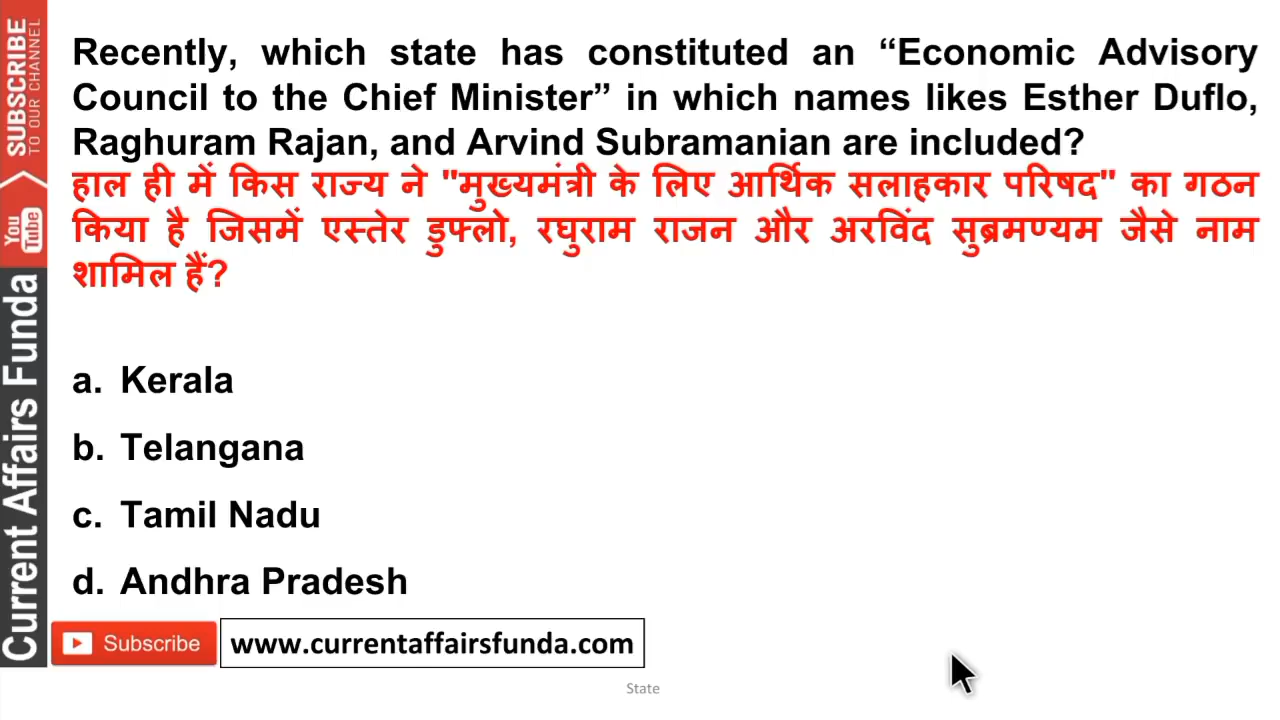 Recently, which state has constituted an “Economic Advisory
Council to the Chief Minister” in which names likes Esther Duflo,
Raghuram Rajan, and Arvind Subramanian are included?
हाल ही में किस राज्य ने "मुख्यमंत्री के लिए आर्थिक सलाहकार परिषद" का गठन
किया है जिसमें एस्तेर डुफ्लो, रघुराम राजन और अरविंद सुब्रमण्यम जैसे नाम
शामिल हैं?
a. Kerala
b. Telangana
c. Tamil Nadu
d. Andhra Pradesh
SUBSCRIBE
TO OUR CHANNEL
You
Tube
Current Affairs Funda
Subscribe
www.currentaffairsfunda.com
State